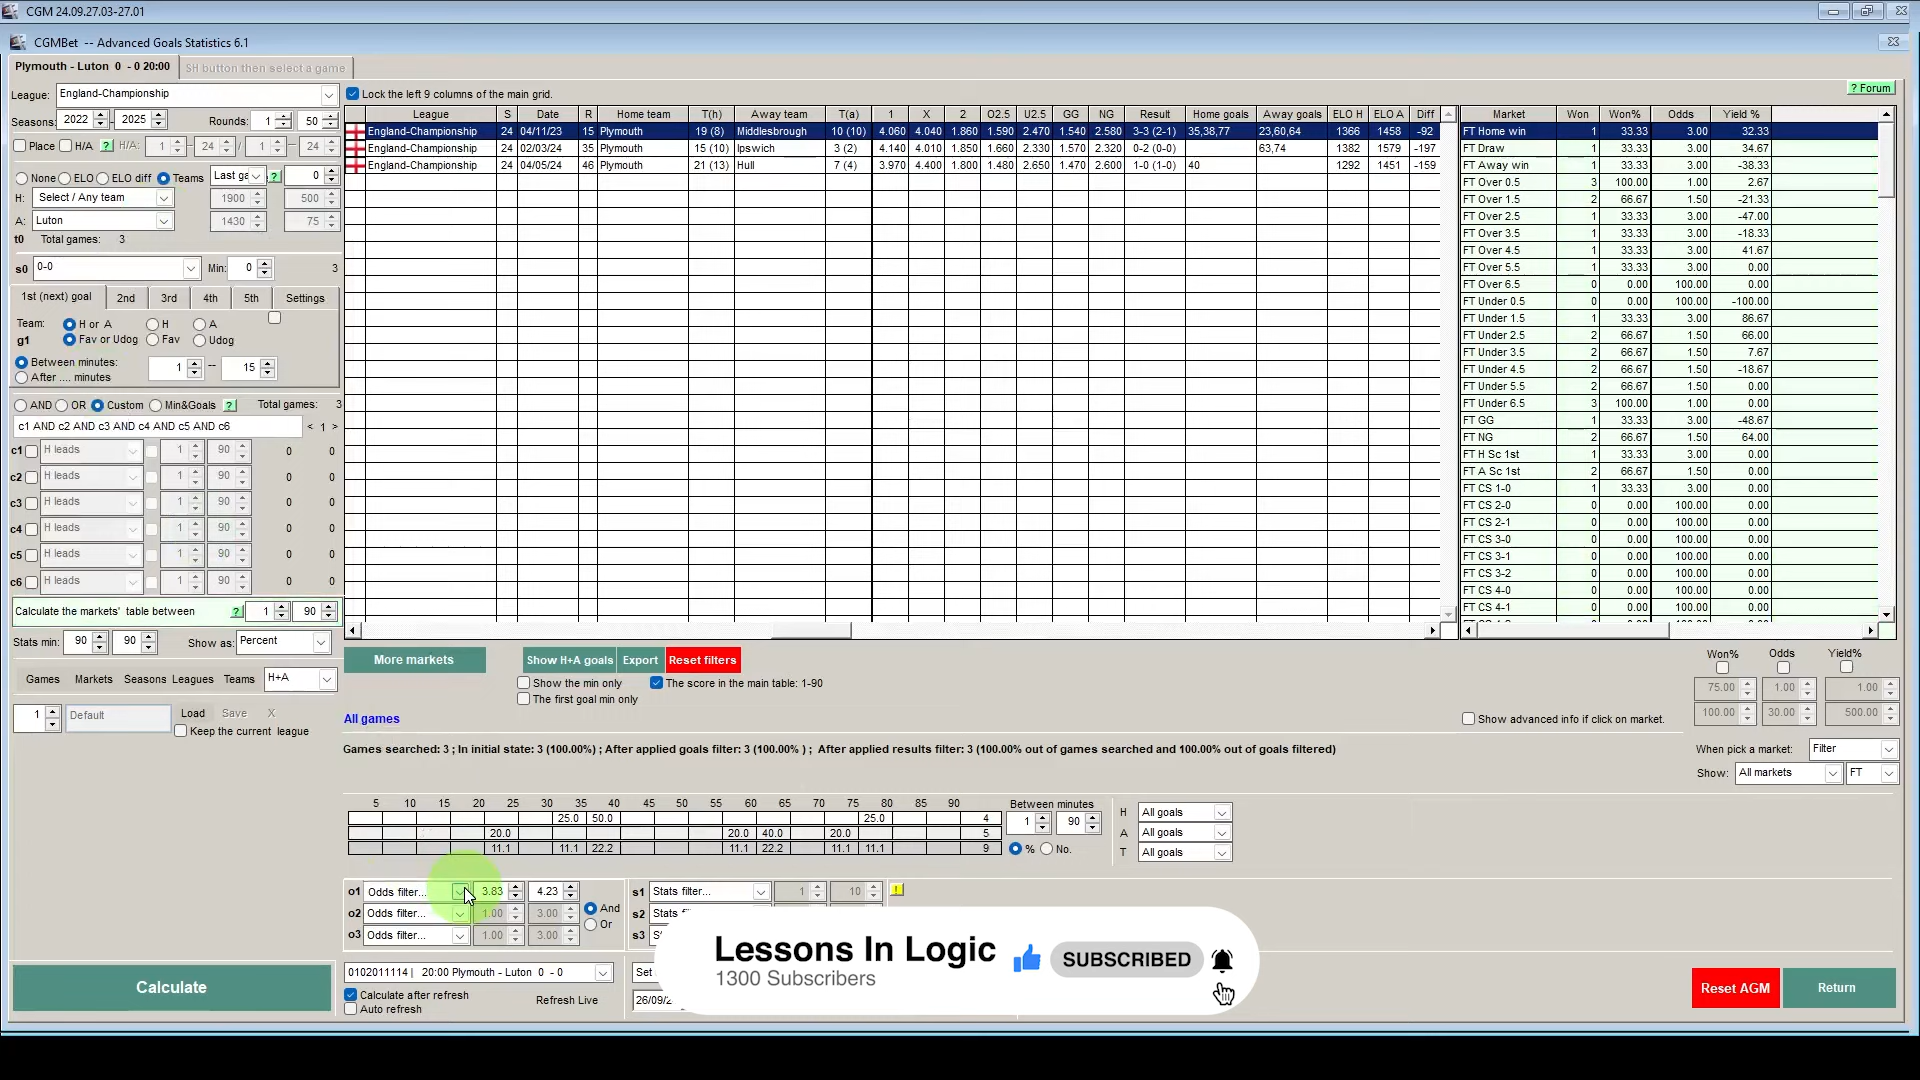 CGM 24.09.27.03-27.01
CGMBet -- Advanced Goals Statistics 6.1
Plymouth - Luton 0 - 0 20:00 SH button then select a game
League: England-Championship
Lock the left 9 columns of the main grid.
? Forum
Seasons: 2022 2025 Rounds: 1 50
Place H/A ? H/A: 1 - 24 / 1 - 24
None ELO ELO diff Teams Last ga ? 0
H: Select / Any team 1900 500
A: Luton 1430 75
t0 Total games: 3
s0 0-0 Min: 0 3
1st (next) goal 2nd 3rd 4th 5th Settings
Team: H or A H A
g1 Fav or Udog Fav Udog
Between minutes: 1 -- 15
After .... minutes
AND OR Custom Min&Goals ? Total games: 3
c1 AND c2 AND c3 AND c4 AND c5 AND c6 < 1 >
c1 H leads 1 90 0 0
c2 H leads 1 90 0 0
c3 H leads 1 90 0 0
c4 H leads 1 90 0 0
c5 H leads 1 90 0 0
c6 H leads 1 90 0 0
Calculate the markets' table between ? 1 90
Stats min: 90 90 Show as: Percent
Games Markets Seasons Leagues Teams H+A
1 Default Load Save X
Keep the current league
Calculate
League S Date R Home team T(h) Away team T(a) 1 X 2 O2.5 U2.5 GG NG Result Home goals Away goals ELO H ELO A Diff
England-Championship 24 04/11/23 15 Plymouth 19 (8) Middlesbrough 10 (10) 4.060 4.040 1.860 1.590 2.470 1.540 2.580 3-3 (2-1) 35,38,77 23,60,64 1366 1458 -92
England-Championship 24 02/03/24 35 Plymouth 15 (10) Ipswich 3 (2) 4.140 4.010 1.850 1.660 2.330 1.570 2.320 0-2 (0-0) 63,74 1382 1579 -197
England-Championship 24 04/05/24 46 Plymouth 21 (13) Hull 7 (4) 3.970 4.400 1.800 1.480 2.650 1.470 2.600 1-0 (1-0) 40 1292 1451 -159
Market Won Won% Odds Yield %
FT Home win 1 33.33 3.00 32.33
FT Draw 1 33.33 3.00 34.67
FT Away win 1 33.33 3.00 -38.33
FT Over 0.5 3 100.00 1.00 2.67
FT Over 1.5 2 66.67 1.50 -21.33
FT Over 2.5 1 33.33 3.00 -47.00
FT Over 3.5 1 33.33 3.00 -18.33
FT Over 4.5 1 33.33 3.00 41.67
FT Over 5.5 1 33.33 3.00 0.00
FT Over 6.5 0 0.00 100.00 0.00
FT Under 0.5 0 0.00 100.00 -100.00
FT Under 1.5 1 33.33 3.00 86.67
FT Under 2.5 2 66.67 1.50 66.00
FT Under 3.5 2 66.67 1.50 7.67
FT Under 4.5 2 66.67 1.50 -18.67
FT Under 5.5 2 66.67 1.50 0.00
FT Under 6.5 3 100.00 1.00 0.00
FT GG 1 33.33 3.00 -48.67
FT NG 2 66.67 1.50 64.00
FT H Sc 1st 1 33.33 3.00 0.00
FT A Sc 1st 2 66.67 1.50 0.00
FT CS 1-0 1 33.33 3.00 0.00
FT CS 2-0 0 0.00 100.00 0.00
FT CS 2-1 0 0.00 100.00 0.00
FT CS 3-0 0 0.00 100.00 0.00
FT CS 3-1 0 0.00 100.00 0.00
FT CS 3-2 0 0.00 100.00 0.00
FT CS 4-0 0 0.00 100.00 0.00
FT CS 4-1 0 0.00 100.00 0.00
More markets Show H+A goals Export Reset filters
Show the min only The score in the main table: 1-90
The first goal min only
All games
Games searched: 3 ; In initial state: 3 (100.00%) ; After applied goals filter: 3 (100.00% ) ; After applied results filter: 3 (100.00% out of games searched and 100.00% out of goals filtered)
Won% Odds Yield%
75.00 1.00 1.00
100.00 30.00 500.00
Show advanced info if click on market.
When pick a market: Filter
Show: All markets FT
5 10 15 20 25 30 35 40 45 50 55 60 65 70 75 80 85 90 Between minutes
25.0 50.0 25.0 4 1 90
20.0 20.0 40.0 20.0 5
11.1 11.1 22.2 11.1 22.2 11.1 11.1 9 % No.
H All goals
A All goals
T All goals
o1 Odds filter... 3.83 4.23
o2 Odds filter... 1.00 3.00
o3 Odds filter... 1.00 3.00
And
Or
s1 Stats filter... 1 10 !
s2 Stats
s3
0102011114 | 20:00 Plymouth - Luton 0 - 0 Set
Calculate after refresh Refresh Live 26/09/2
Auto refresh
Lessons In Logic
1300 Subscribers
SUBSCRIBED
Reset AGM Return